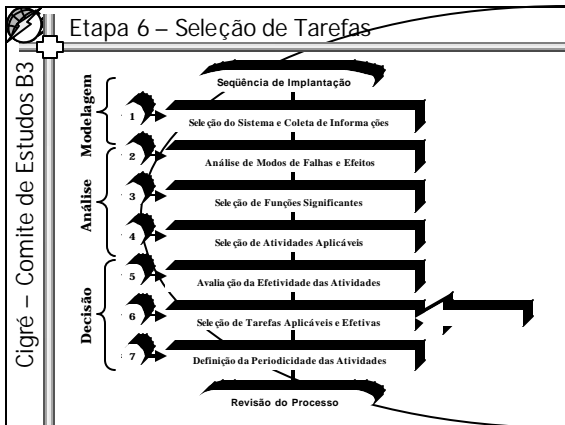 Etapa 6 – Seleção de Tarefas
Cigré – Comite de Estudos B3
Seqüência de Implantação
Modelagem
1
Seleção do Sistema e Coleta de Informações
Análise
2
Análise de Modos de Falhas e Efeitos
3
Seleção de Funções Significantes
4
Seleção de Atividades Aplicáveis
Decisão
5
Avaliação da Efetividade das Atividades
6
Seleção de Tarefas Aplicáveis e Efetivas
7
Definição da Periodicidade das Atividades
Revisão do Processo